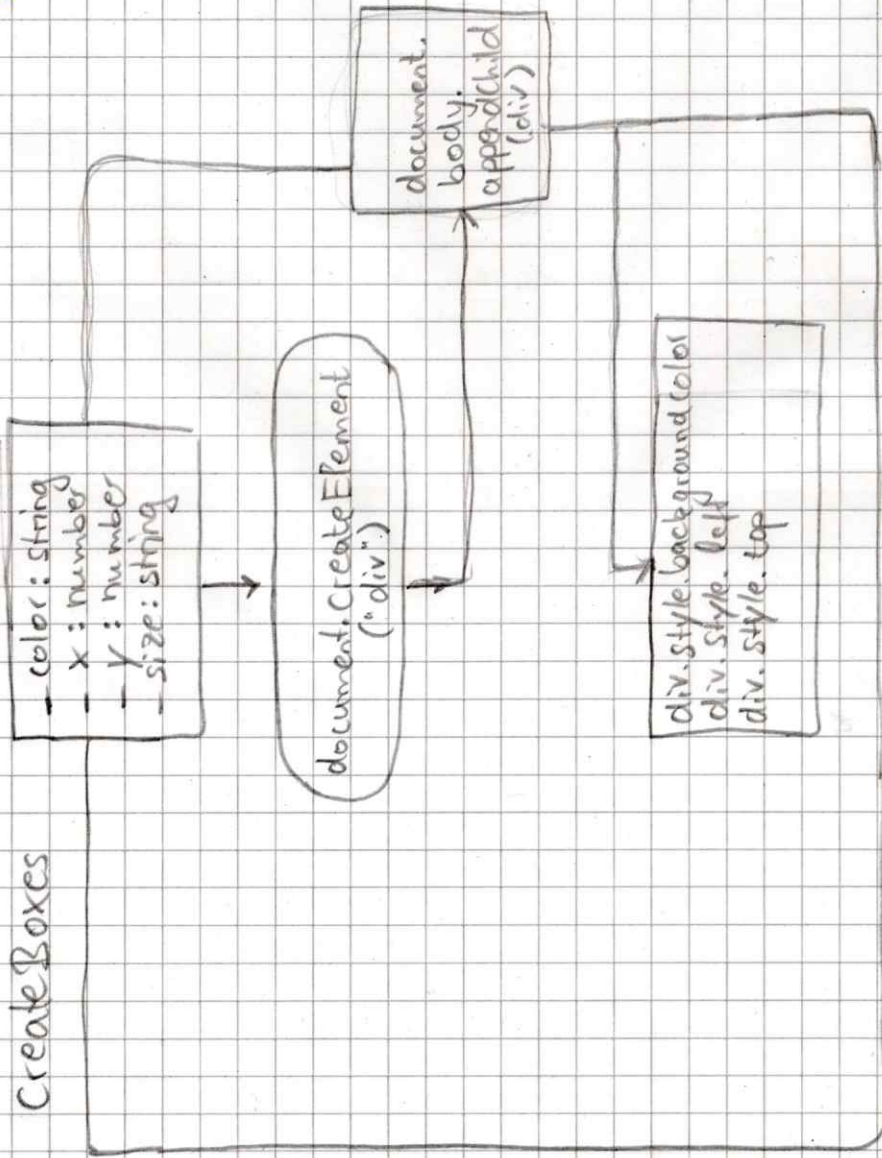 CreateBoxes
- color: string
- x: number
- y: number
- size: string
document.CreateElement
("div")
document.
body.
appendChild
(div)
div.style.backgroundColor
div.style.left
div.style.top